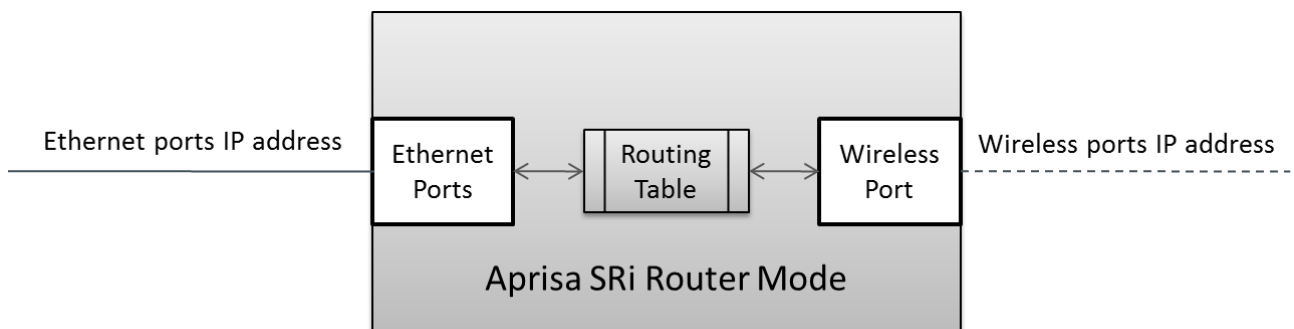 Ethernet ports IP address
Ethernet
Ports
Routing
Table
Wireless
Port
Wireless ports IP address
Aprisa SRi Router Mode